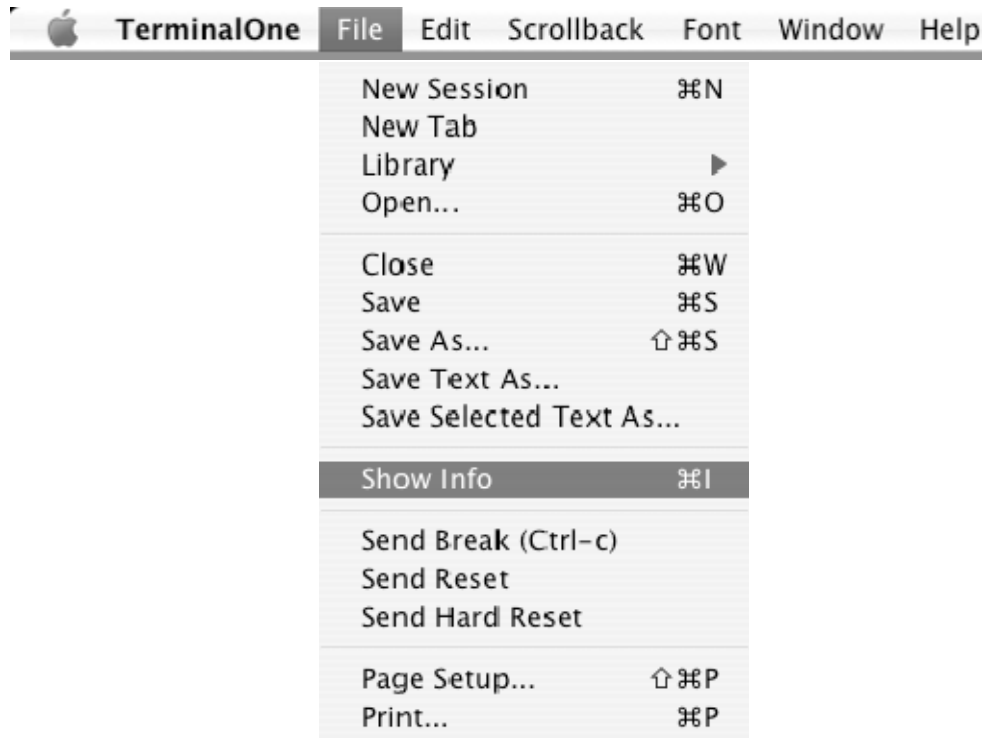 TerminalOne File Edit Scrollback Font Window Help
New Session ⌘N
New Tab
Library ▶
Open... ⌘O
Close ⌘W
Save ⌘S
Save As... ⇧⌘S
Save Text As...
Save Selected Text As...
Show Info ⌘I
Send Break (Ctrl-c)
Send Reset
Send Hard Reset
Page Setup... ⇧⌘P
Print... ⌘P